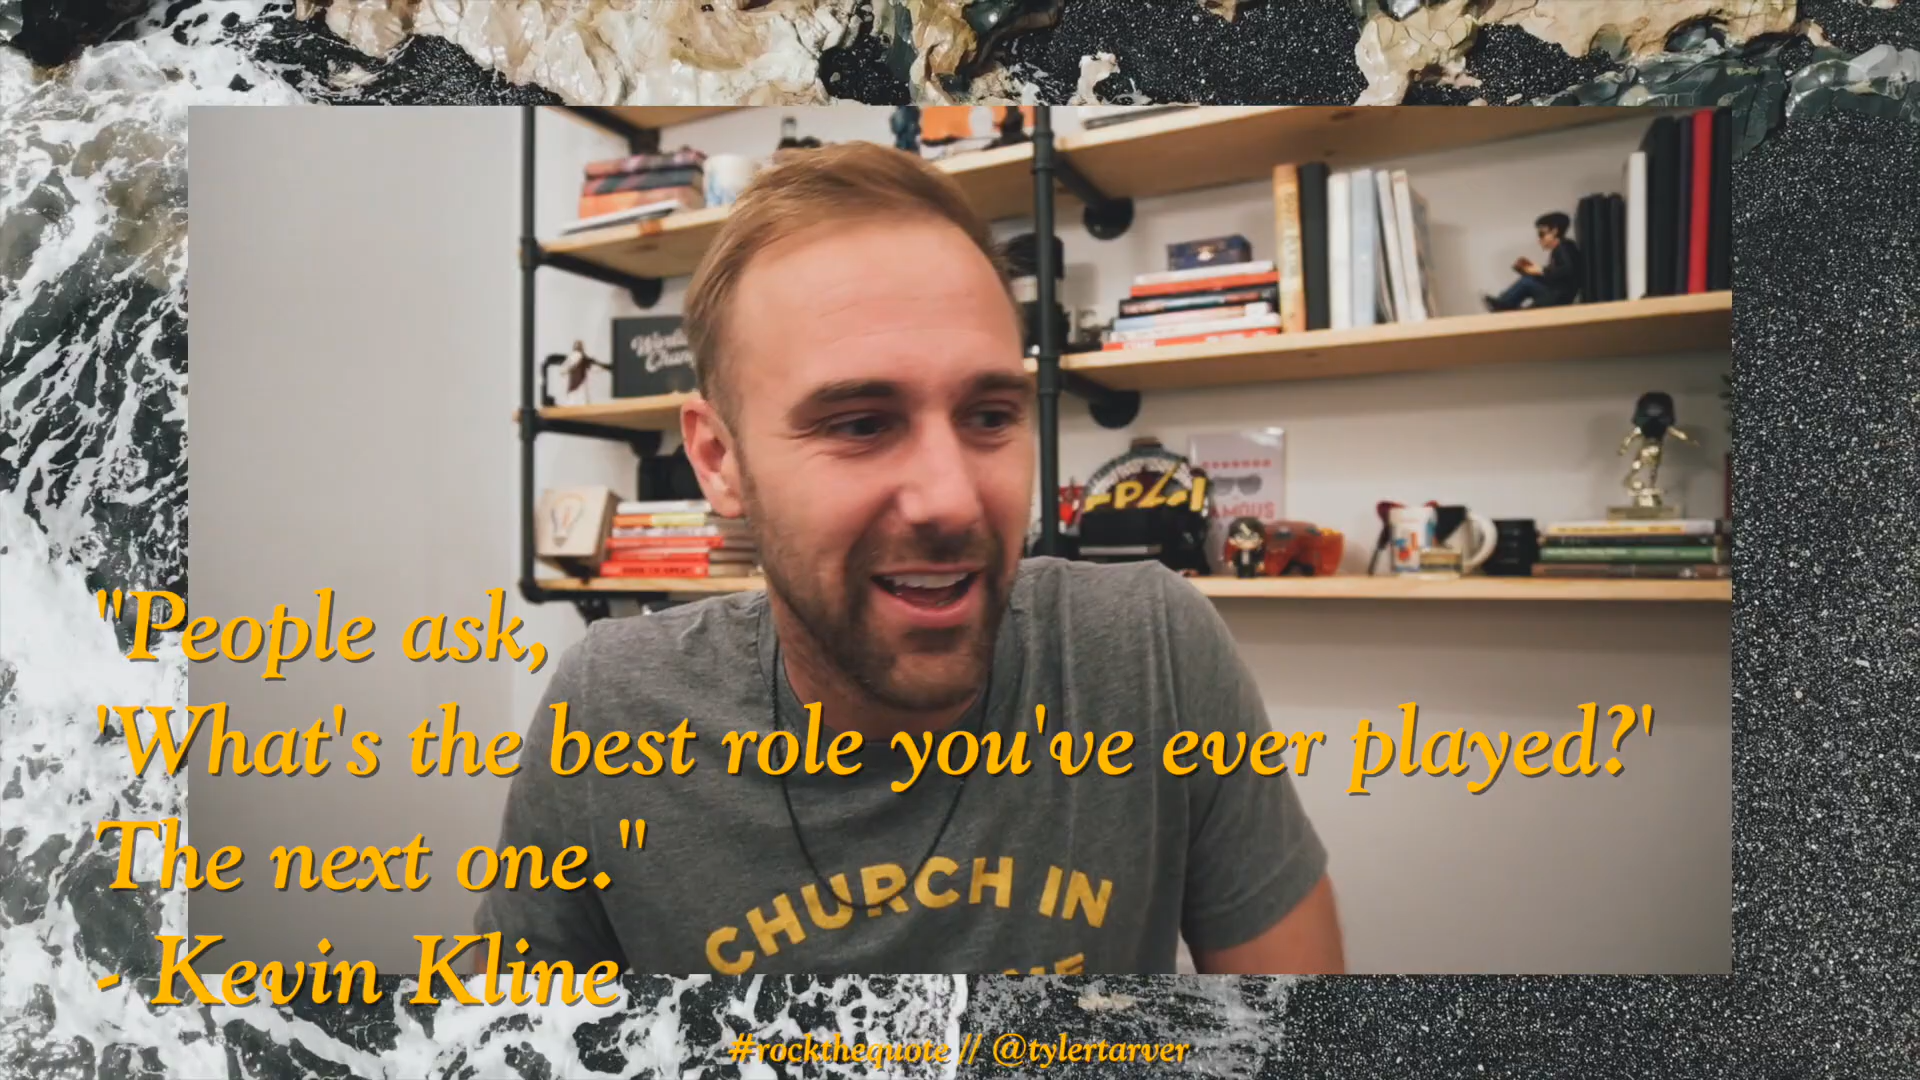 "People ask,
'What's the best role you've ever played?'
The next one."
- Kevin Kline
CHURCH IN
#rockthequote // @tylertarver